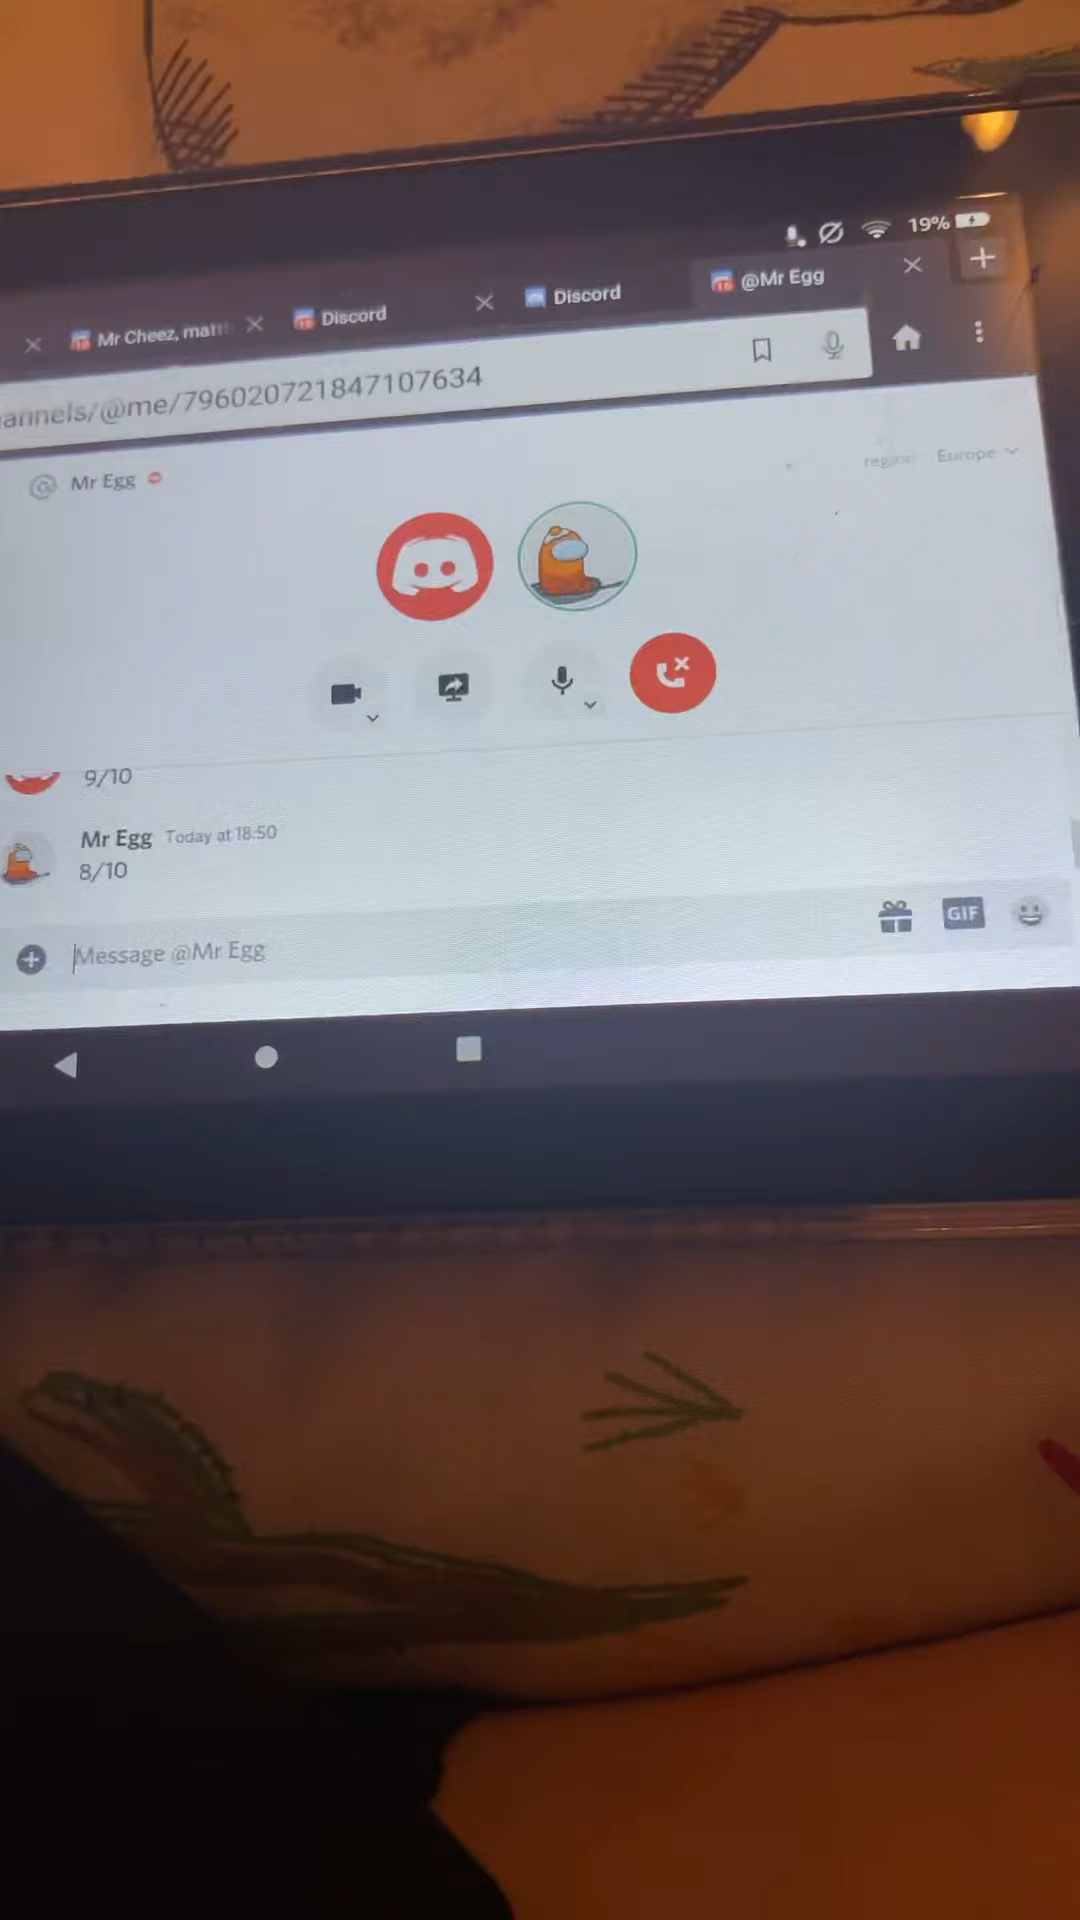 19%
Mr Cheez, matt
Discord
Discord
@Mr Egg
annels/@me/796020721847107634
@ Mr Egg
region Europe
9/10
Mr Egg Today at 18:50
8/10
Message @Mr Egg
GIF